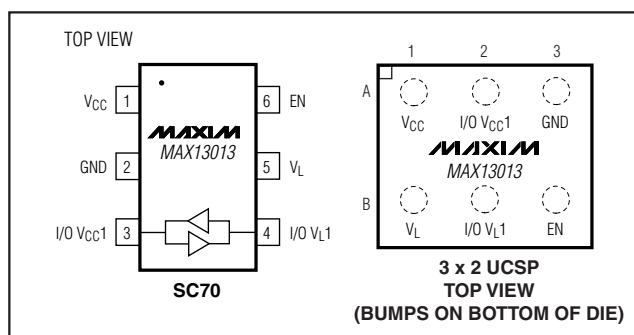 TOP VIEW
VCC 1
6 EN
MAXIM
MAX13013
GND 2
5 VL
I/O VCC1 3
4 I/O VL1
SC70
1 2 3
A
VCC I/O VCC1 GND
MAXIM
MAX13013
B
VL I/O VL1 EN
3 x 2 UCSP
TOP VIEW
(BUMPS ON BOTTOM OF DIE)